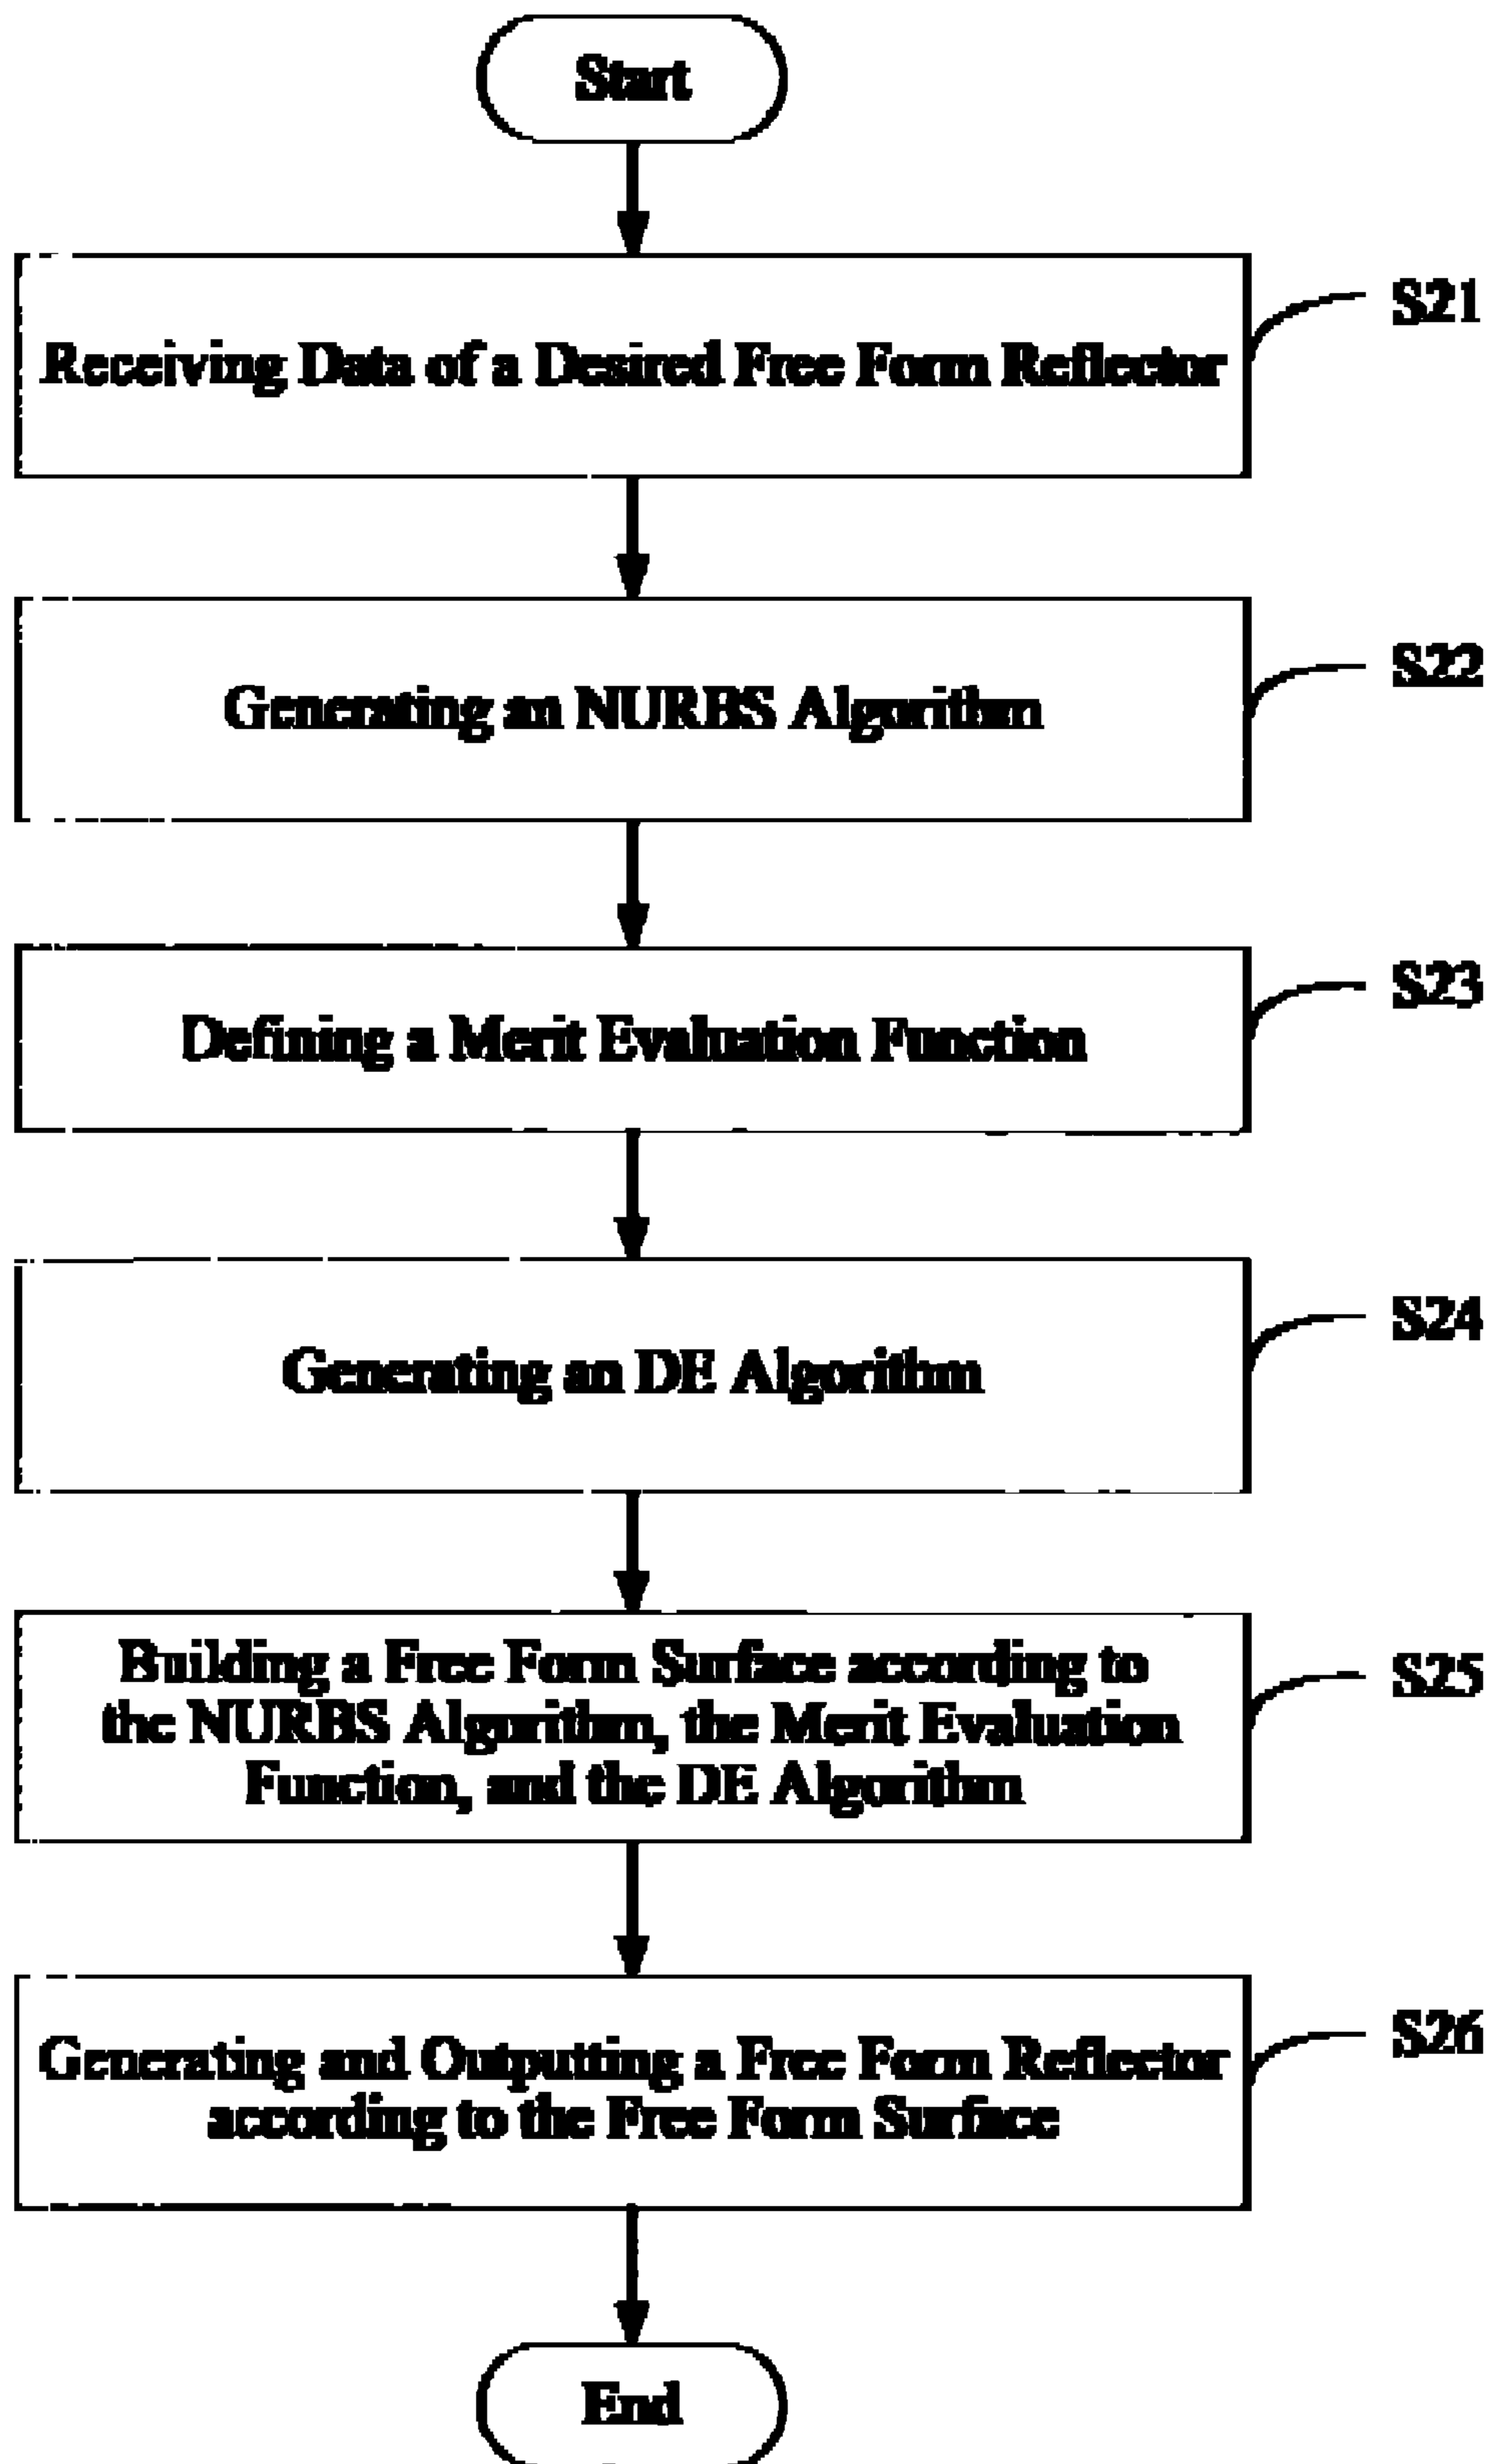 Start
Receiving Data of a Desired Free Form Reflector
S21
Generating an NURBS Algorithm
S22
Defining a Merit Evaluation Function
S23
Generating an DE Algorithm
S24
Building a Free Form Surface according to
the NURBS Algorithm, the Merit Evaluation
Function, and the DE Algorithm
S25
Generating and Outputting a Free Form Reflector
according to the Free Form Surface
S26
End